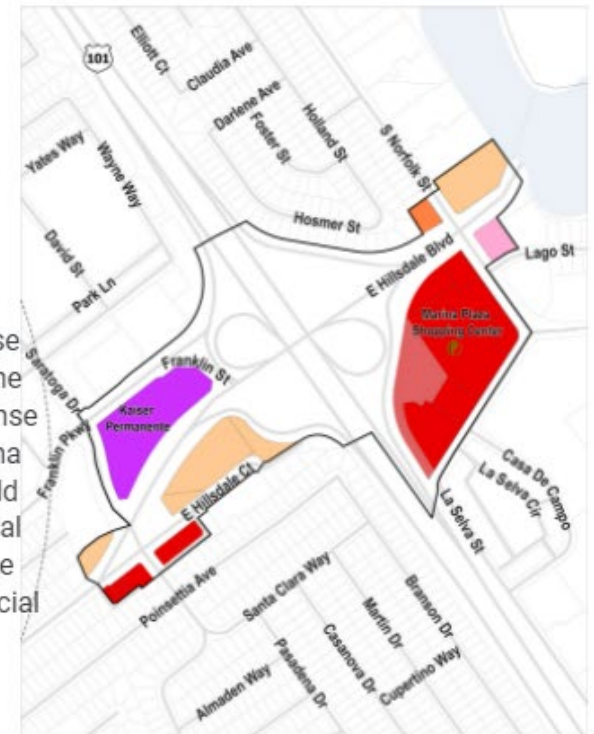 101
Elliott Ct
Claudia Ave
Darlene Ave
Foster St
Holland St
S Norfolk St
Yates Way
Wayne Way
David St
Park Ln
Hosmer St
E Hillsdale Blvd
Lago St
Marina Plaza
Shopping Center
P
Saratoga Dr
Franklin St
Kaiser
Permanente
Franklin Pkwy
E Hillsdale Ct
Casa De Campo
La Selva Cir
La Selva St
Poinsettia Ave
Santa Clara Way
Branson Dr
Martin Dr
Casanova Dr
Cupertino Way
Pasadena Dr
Almaden Way